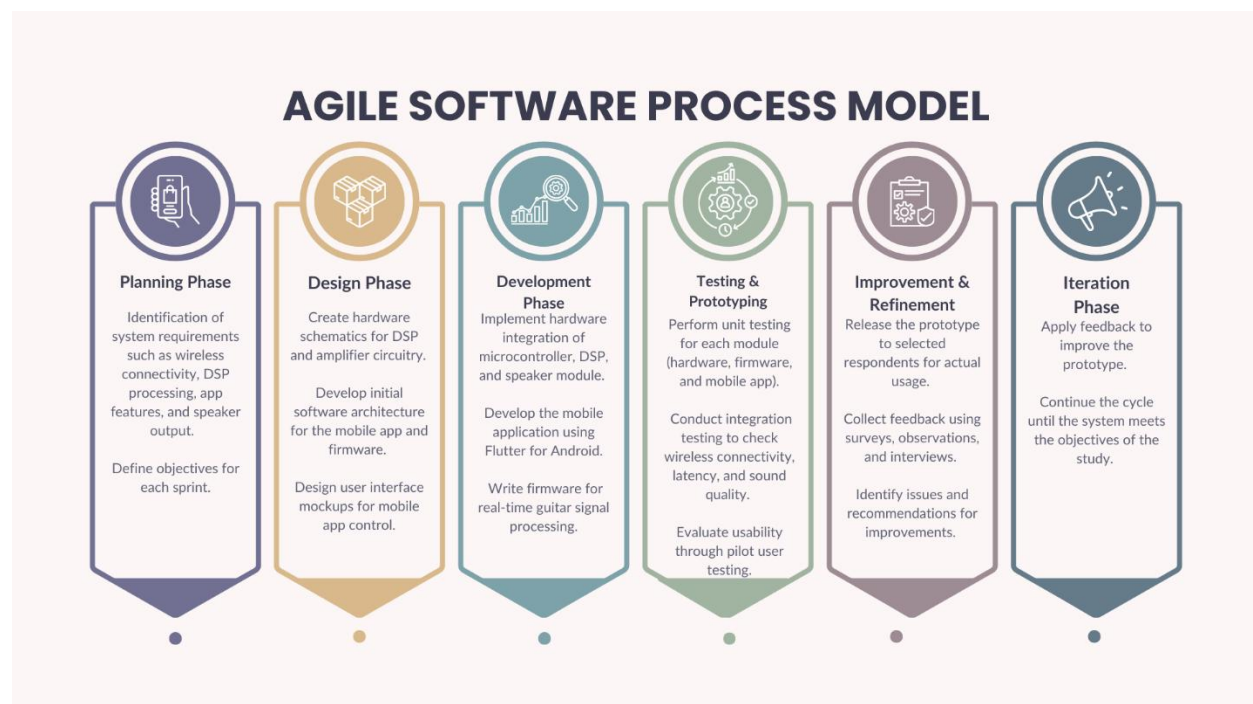 AGILE SOFTWARE PROCESS MODEL
Planning Phase
Identification of
system requirements
such as wireless
connectivity, DSP
processing, app
features, and speaker
output.
Define objectives for
each sprint.
Design Phase
Create hardware
schematics for DSP
and amplifier circuitry.
Develop initial
software architecture
for the mobile app and
firmware.
Design user interface
mockups for mobile
app control.
Development
Phase
Implement hardware
integration of
microcontroller, DSP,
and speaker module.
Develop the mobile
application using
Flutter for Android.
Write firmware for
real-time guitar signal
processing.
Testing &
Prototyping
Perform unit testing
for each module
(hardware, firmware,
and mobile app).
Conduct integration
testing to check
wireless connectivity,
latency, and sound
quality.
Evaluate usability
through pilot user
testing.
Improvement &
Refinement
Release the prototype
to selected
respondents for actual
usage.
Collect feedback using
surveys, observations,
and interviews.
Identify issues and
recommendations for
improvements.
Iteration
Phase
Apply feedback to
improve the
prototype.
Continue the cycle
until the system meets
the objectives of the
study.